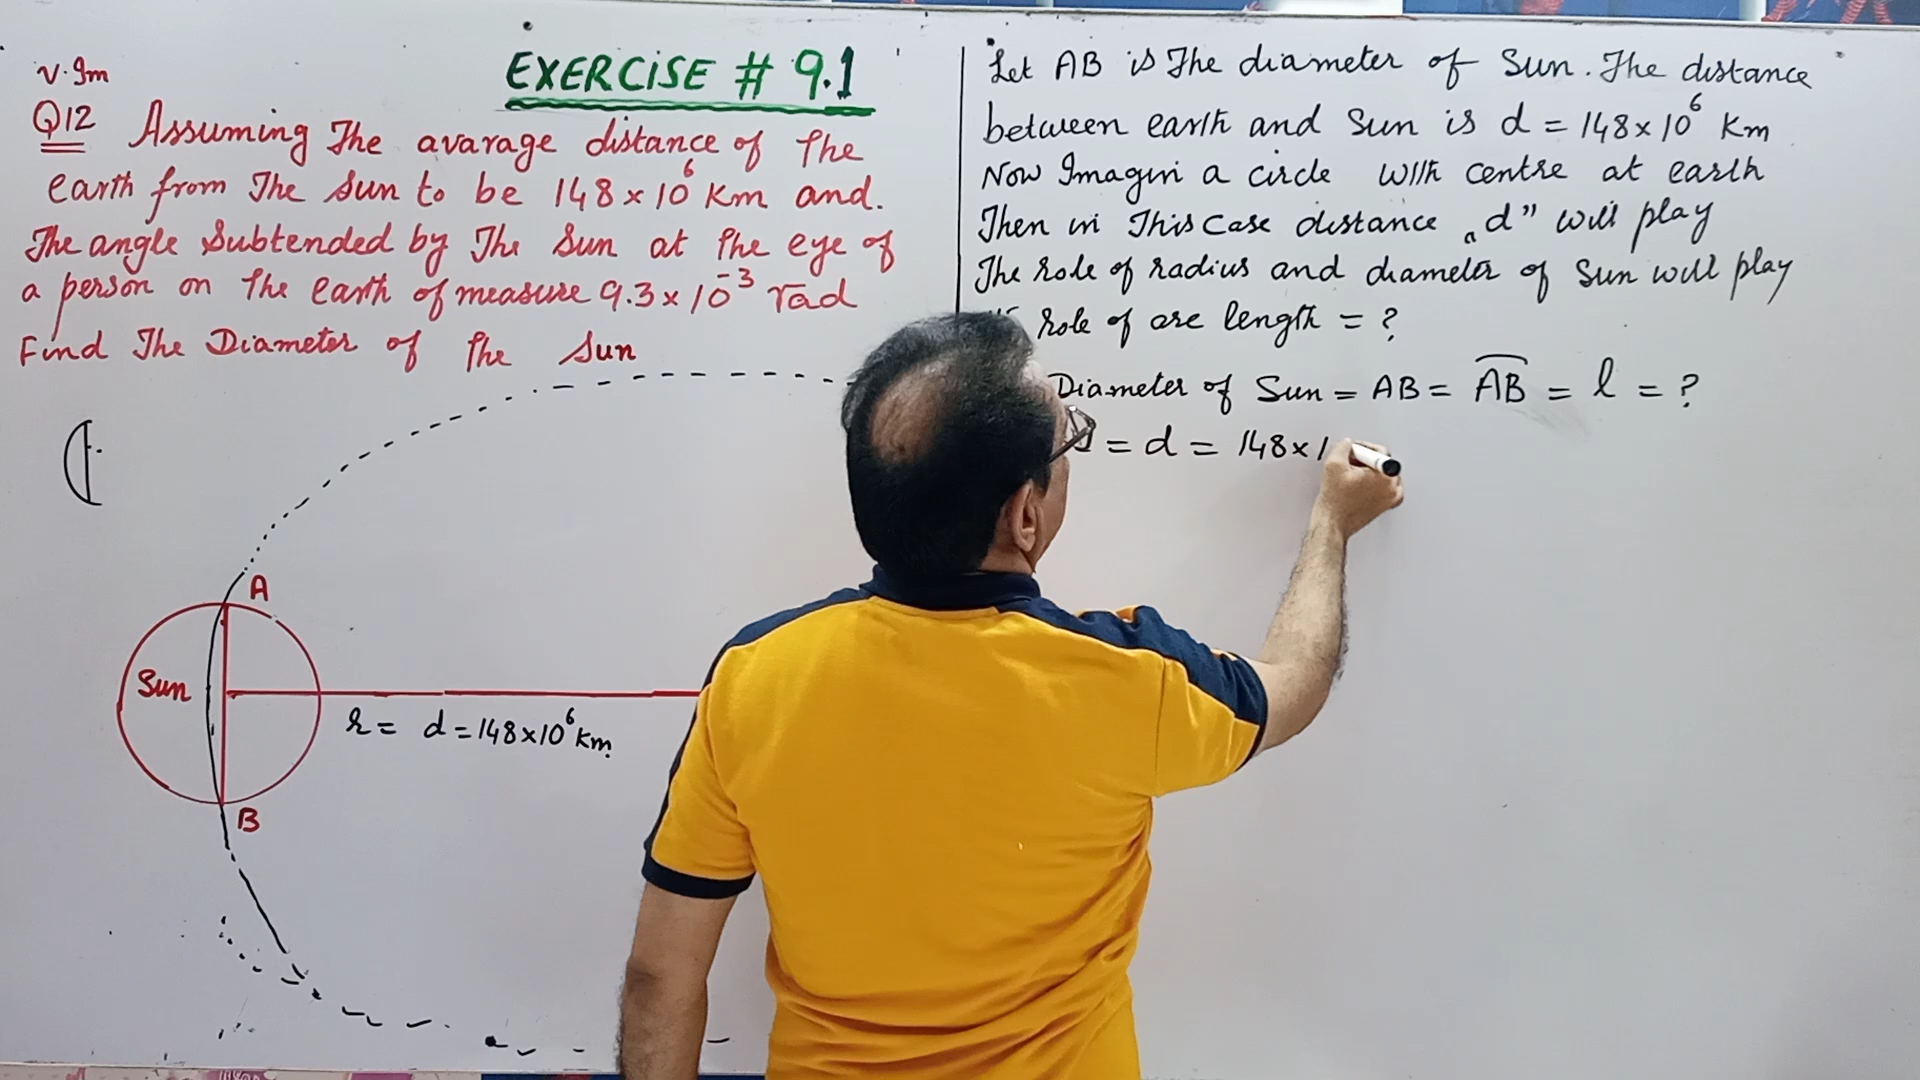 EXERCISE # 9.1
V.Im
Q12 Assuming The avarage distance of the
earth from The Sun to be 148 x 10⁶ Km and.
The angle Subtended by The Sun at the eye of
a person on the earth of measure 9.3 x 10⁻³ rad
Find The Diameter of the Sun
A
Sun
r = d = 148x10⁶ Km
B
Let AB is The diameter of Sun. The distance
between earth and Sun is d = 148 x 10⁶ Km
Now Imagin a circle with centre at earth
Then in This Case distance „d” will play
The role of radius and diameter of Sun will play
role of arc length = ?
Diameter of Sun = AB = A͡B = l = ?
= d = 148 x 1